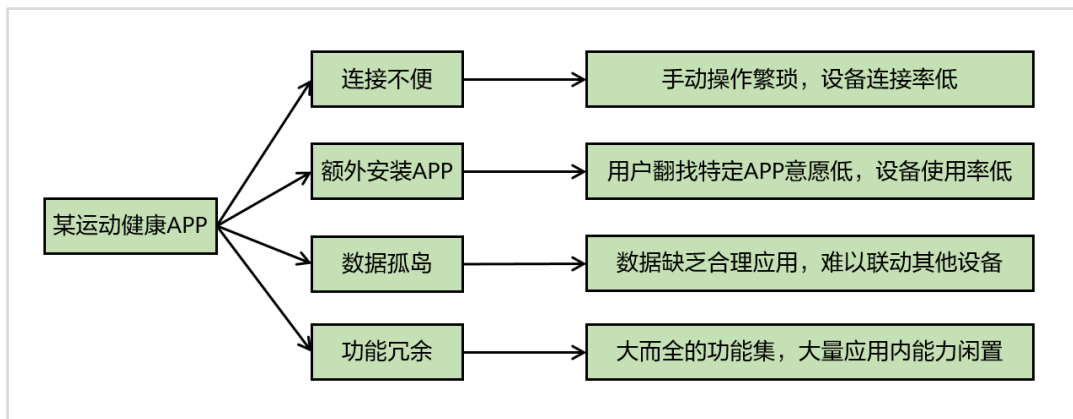 连接不便
手动操作繁琐，设备连接率低
额外安装APP
用户翻找特定APP意愿低，设备使用率低
某运动健康APP
数据孤岛
数据缺乏合理应用，难以联动其他设备
功能冗余
大而全的功能集，大量应用内能力闲置